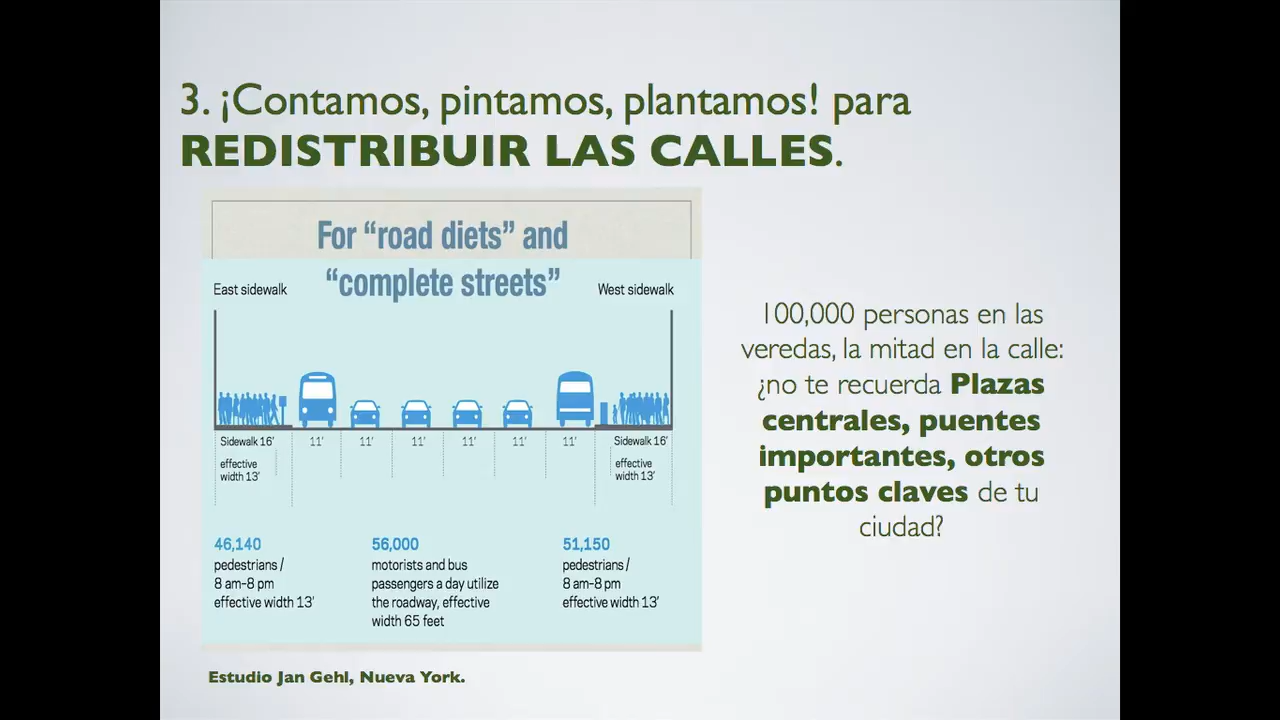 3. ¡Contamos, pintamos, plantamos! para
REDISTRIBUIR LAS CALLES.
For “road diets” and
“complete streets”
East sidewalk
West sidewalk
Sidewalk 16’
11’
11’
11’
11’
11’
11’
Sidewalk 16’
effective
width 13’
effective
width 13’
46,140
pedestrians /
8 am-8 pm
effective width 13’
56,000
motorists and bus
passengers a day utilize
the roadway, effective
width 65 feet
51,150
pedestrians /
8 am-8 pm
effective width 13’
Estudio Jan Gehl, Nueva York.
100,000 personas en las
veredas, la mitad en la calle:
¿no te recuerda Plazas
centrales, puentes
importantes, otros
puntos claves de tu
ciudad?